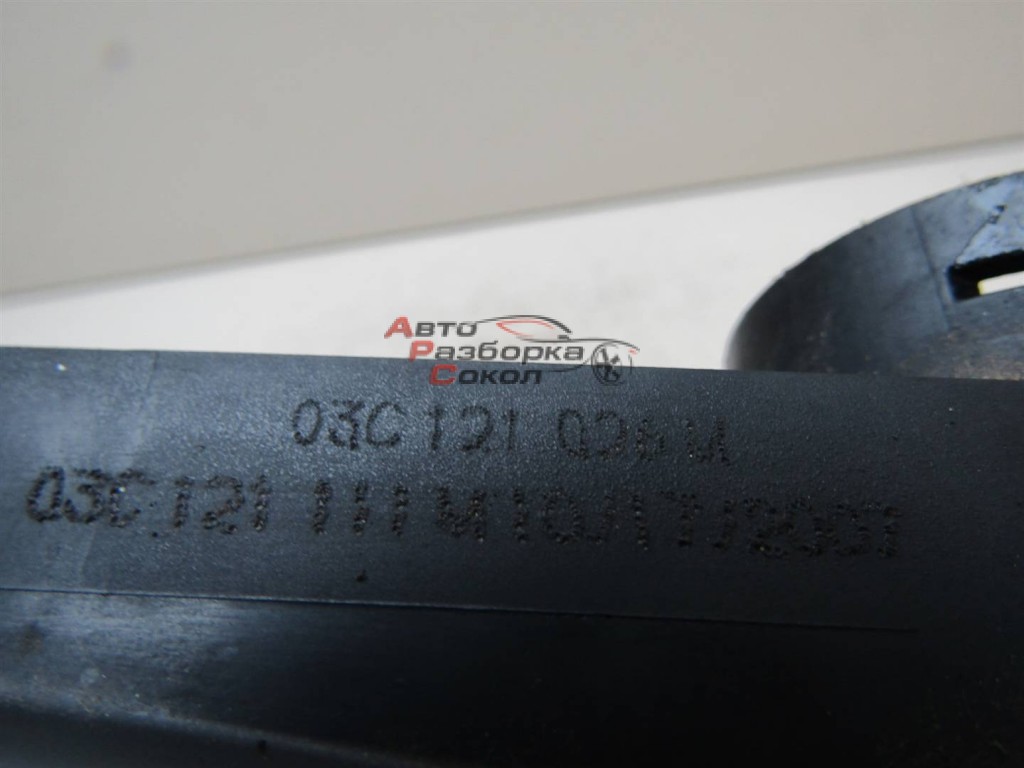 Авто
Разборка
Сокол
03C 121 026 M
03C 121 111